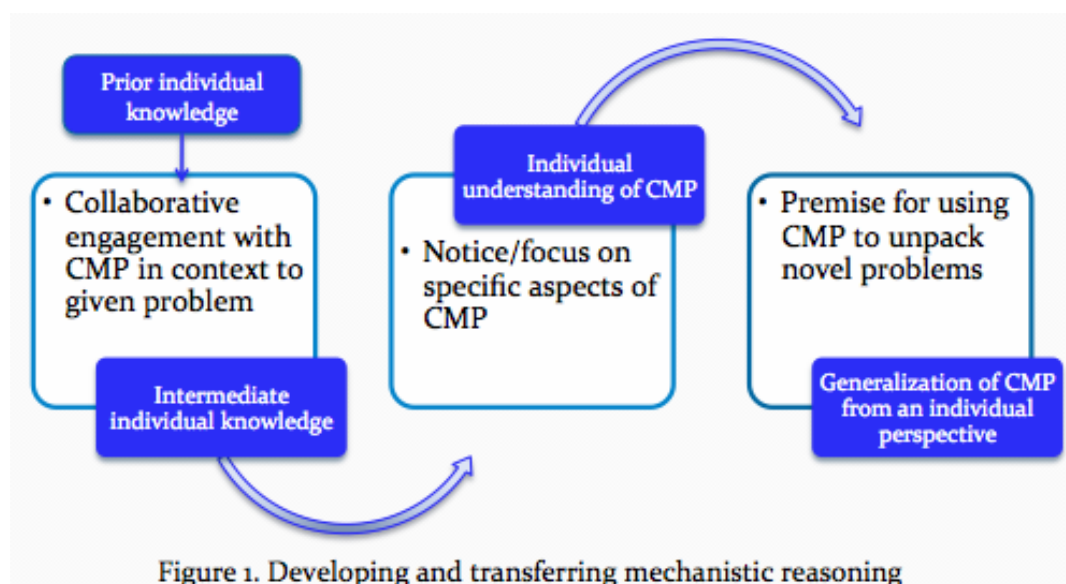 Prior individual
knowledge
• Collaborative
engagement with
CMP in context to
given problem
Intermediate
individual knowledge
Individual
understanding of CMP
• Notice/focus on
specific aspects of
CMP
• Premise for using
CMP to unpack
novel problems
Generalization of CMP
from an individual
perspective
Figure 1. Developing and transferring mechanistic reasoning